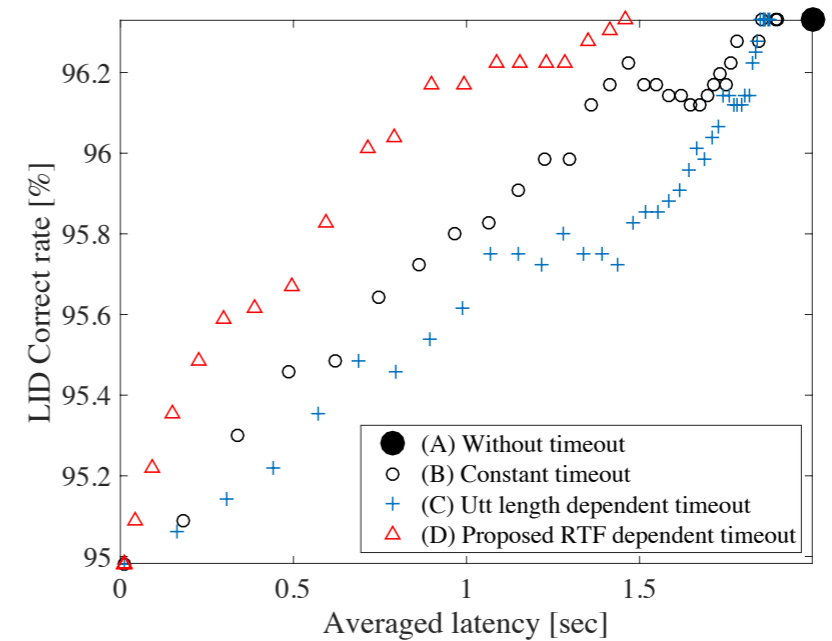 LID Correct rate [%]
96.2
96
95.8
95.6
95.4
95.2
95
(A) Without timeout
(B) Constant timeout
(C) Utt length dependent timeout
(D) Proposed RTF dependent timeout
0
0.5
1
1.5
Averaged latency [sec]